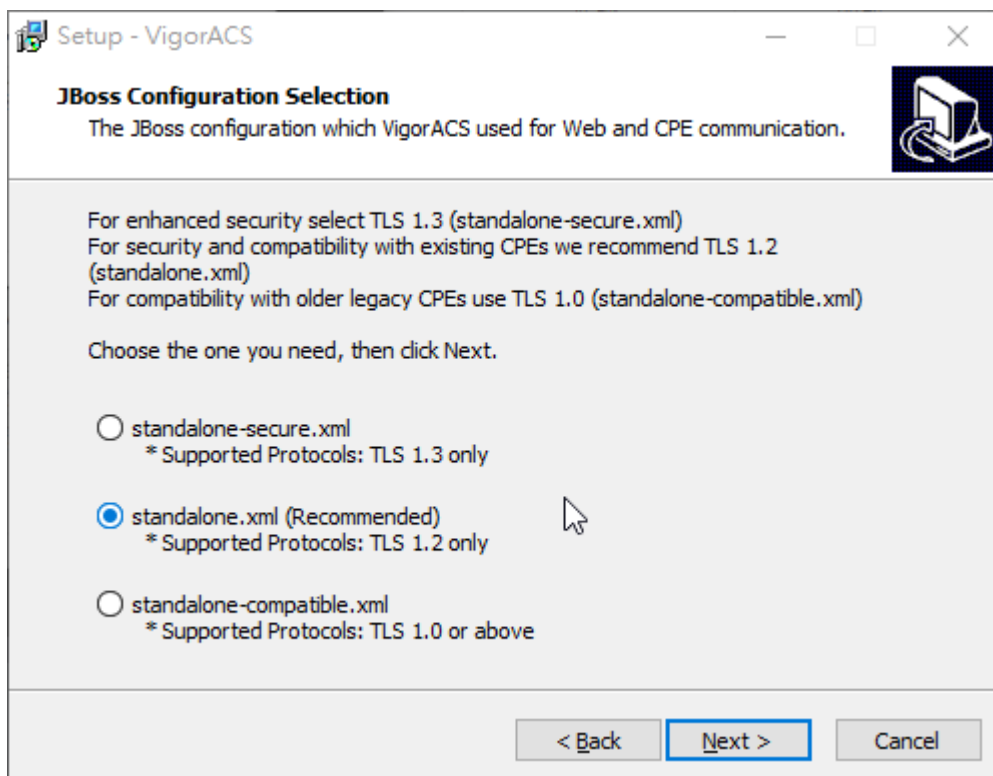 Setup - VigorACS
JBoss Configuration Selection
The JBoss configuration which VigorACS used for Web and CPE communication.
For enhanced security select TLS 1.3 (standalone-secure.xml)
For security and compatibility with existing CPEs we recommend TLS 1.2
(standalone.xml)
For compatibility with older legacy CPEs use TLS 1.0 (standalone-compatible.xml)
Choose the one you need, then click Next.
standalone-secure.xml
* Supported Protocols: TLS 1.3 only
standalone.xml (Recommended)
* Supported Protocols: TLS 1.2 only
standalone-compatible.xml
* Supported Protocols: TLS 1.0 or above
< Back Next > Cancel